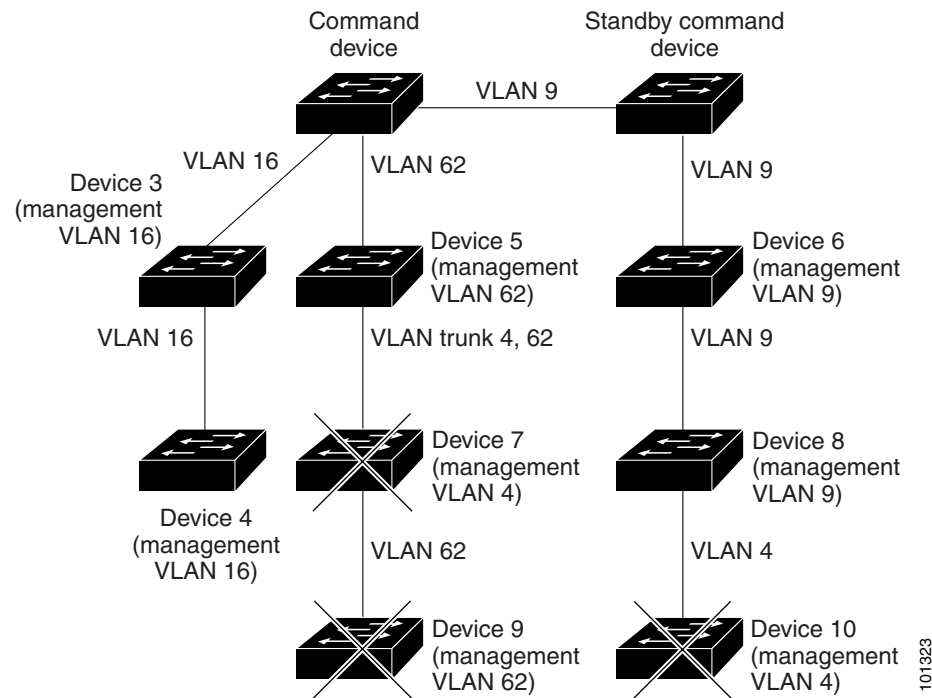 Command
device
Standby command
device
VLAN 9
VLAN 16
VLAN 62
VLAN 9
Device 3
(management
VLAN 16)
Device 5
(management
VLAN 62)
Device 6
(management
VLAN 9)
VLAN 16
VLAN trunk 4, 62
VLAN 9
Device 4
(management
VLAN 16)
Device 7
(management
VLAN 4)
Device 8
(management
VLAN 9)
VLAN 62
VLAN 4
Device 9
(management
VLAN 62)
Device 10
(management
VLAN 4)
101323